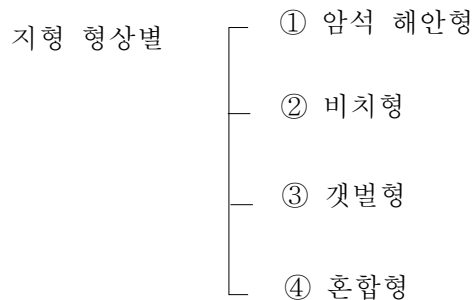 지형 형상별
① 암석 해안형
② 비치형
③ 갯벌형
④ 혼합형